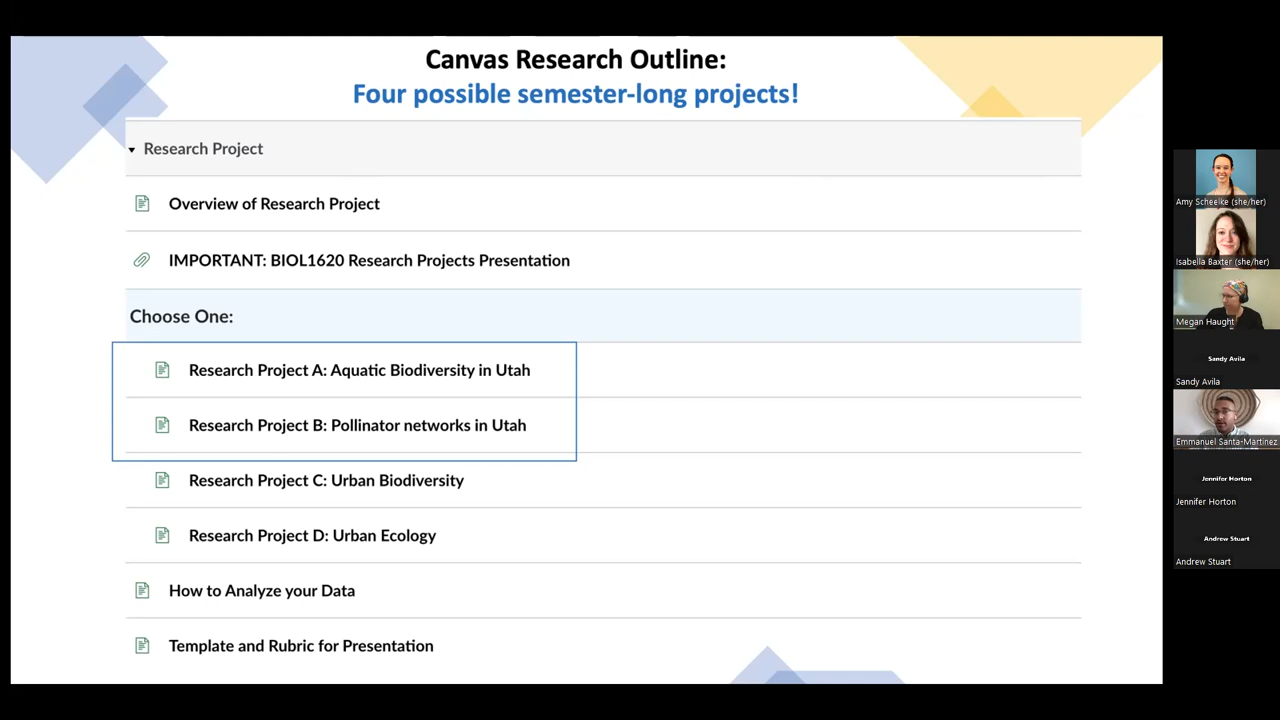 Canvas Research Outline:
Four possible semester-long projects!
Research Project
Overview of Research Project
IMPORTANT: BIOL1620 Research Projects Presentation
Choose One:
Research Project A: Aquatic Biodiversity in Utah
Research Project B: Pollinator networks in Utah
Research Project C: Urban Biodiversity
Research Project D: Urban Ecology
How to Analyze your Data
Template and Rubric for Presentation
Amy Scheelke (she/her)
Isabella Baxter (she/her)
Megan Haught
Sandy Avila
Sandy Avila
Emmanuel Santa-Martinez
Jennifer Horton
Jennifer Horton
Andrew Stuart
Andrew Stuart